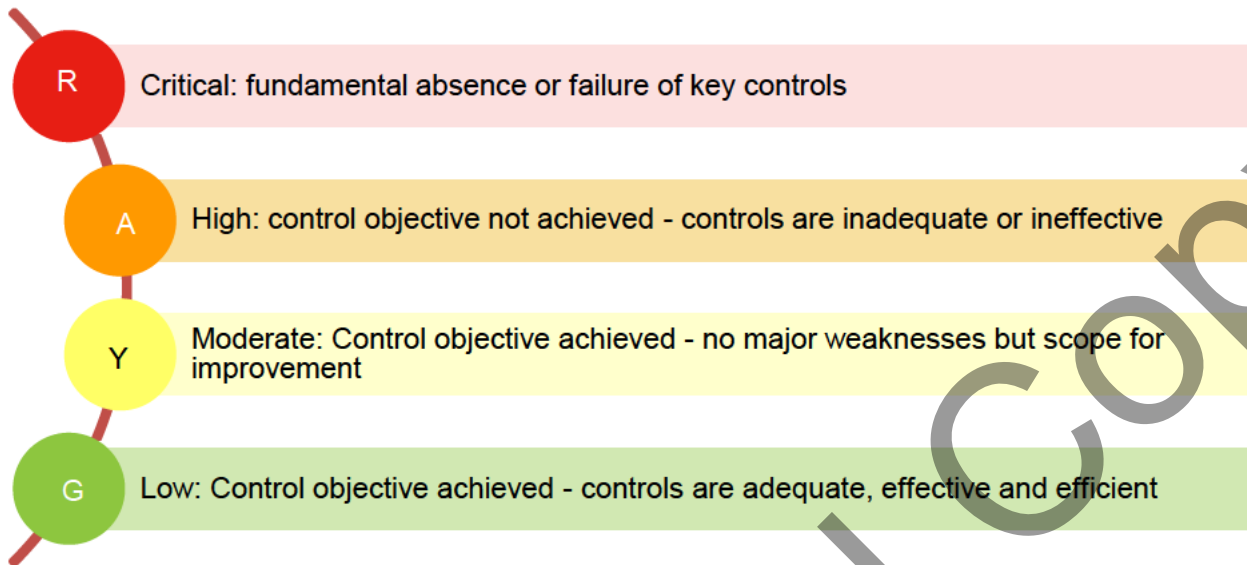 R
Critical: fundamental absence or failure of key controls
A
High: control objective not achieved - controls are inadequate or ineffective
Y
Moderate: Control objective achieved - no major weaknesses but scope for
improvement
G
Low: Control objective achieved - controls are adequate, effective and efficient